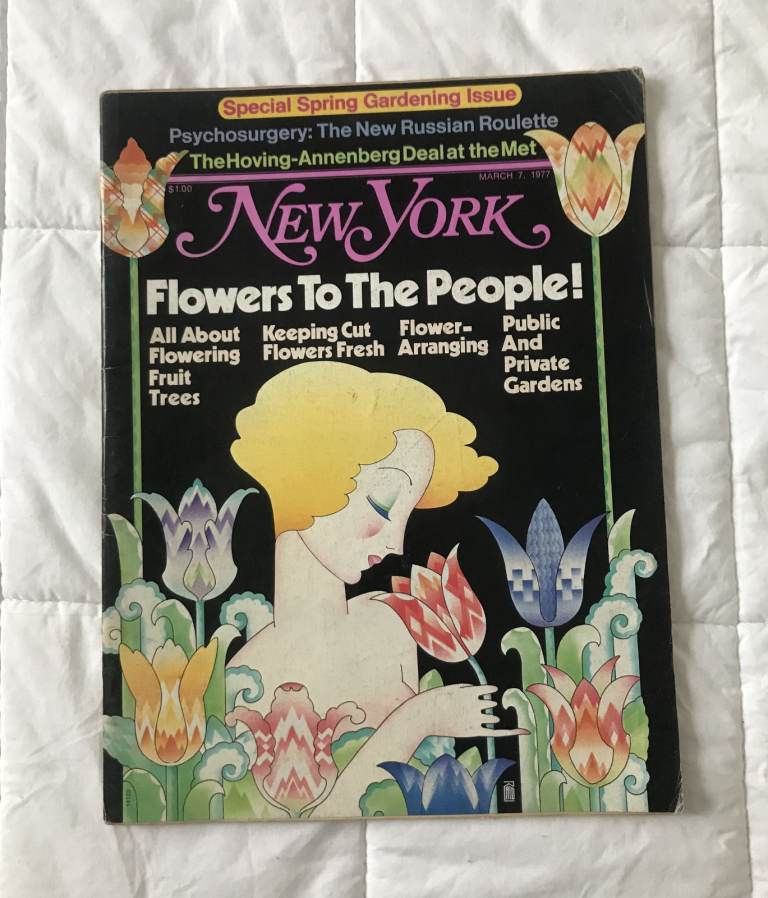 Special Spring Gardening Issue
Psychosurgery: The New Russian Roulette
The Hoving-Annenberg Deal at the Met
$1.00
MARCH 7, 1977
NEW YORK
Flowers To The People!
All About
Flowering
Fruit
Trees
Keeping Cut
Flowers Fresh
Flower-
Arranging
Public
And
Private
Gardens